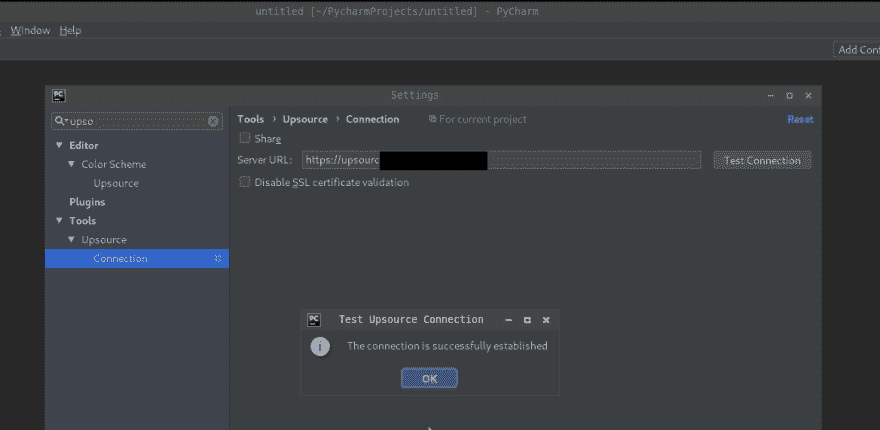 untitled [~/PycharmProjects/untitled] - PyCharm
Window Help
Add Conf
PC
Settings
upso
Tools › Upsource › Connection
For current project
Reset
Editor
Share
Color Scheme
Server URL: https://upsourc
Test Connection
Upsource
Disable SSL certificate validation
Plugins
Tools
Upsource
Connection
PC
Test Upsource Connection
The connection is successfully established
OK